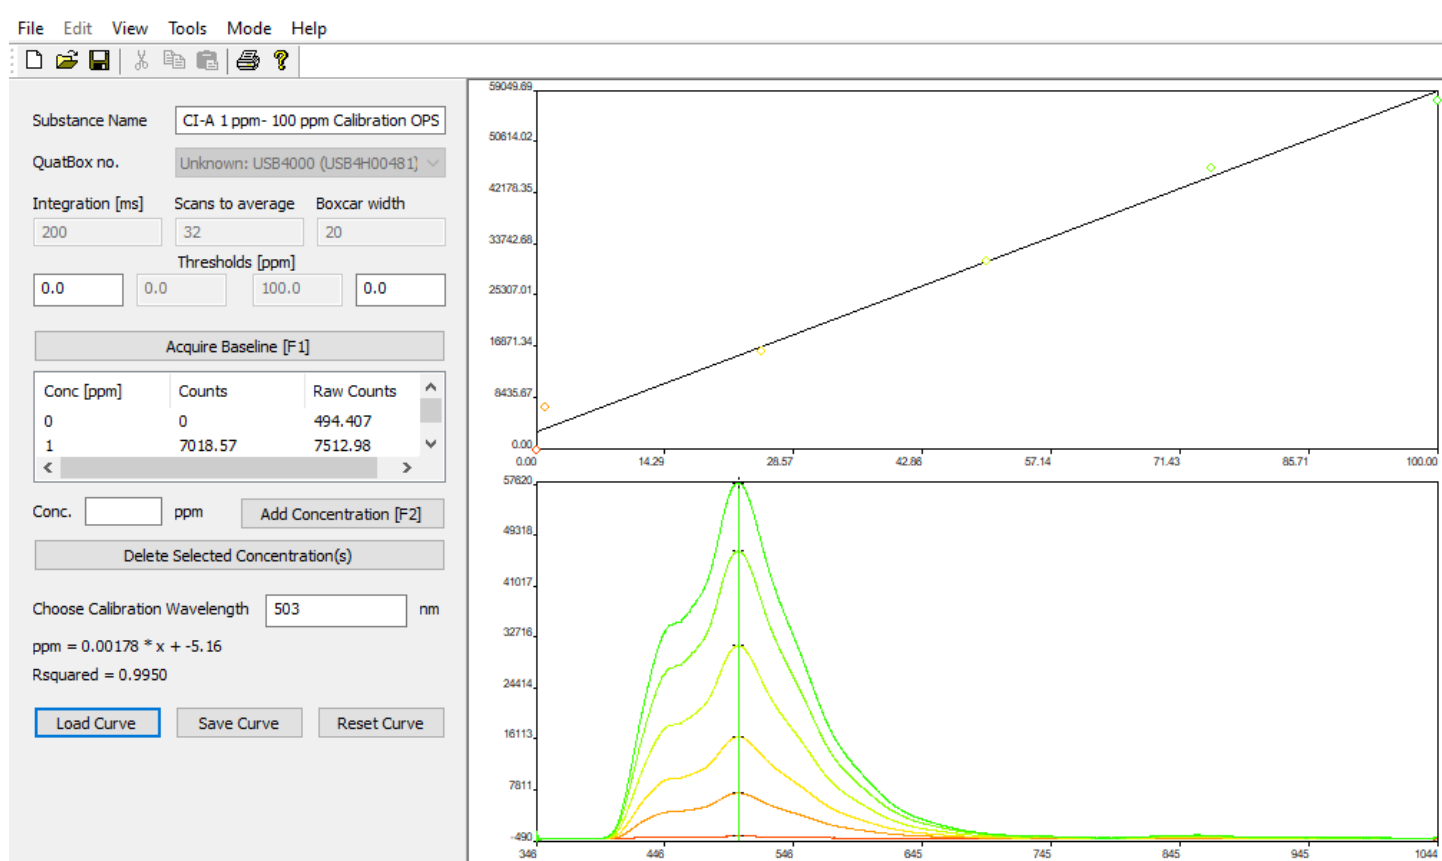 File Edit View Tools Mode Help
Substance Name CI-A 1 ppm- 100 ppm Calibration OPS
QuatBox no. Unknown: USB4000 (USB4H00481)
Integration [ms] Scans to average Boxcar width
200 32 20
Thresholds [ppm]
0.0 0.0 100.0 0.0
Acquire Baseline [F1]
Conc [ppm] Counts Raw Counts
0 0 494.407
1 7018.57 7512.98
Conc. ppm Add Concentration [F2]
Delete Selected Concentration(s)
Choose Calibration Wavelength 503 nm
ppm = 0.00178 * x + -5.16
Rsquared = 0.9950
Load Curve Save Curve Reset Curve
59049.69
50614.02
42178.35
33742.68
25307.01
16871.34
8435.67
0.00
0.00 14.29 28.57 42.86 57.14 71.43 85.71 100.00
57620
49318
41017
32716
24414
16113
7811
-490
346 446 546 645 745 845 945 1044